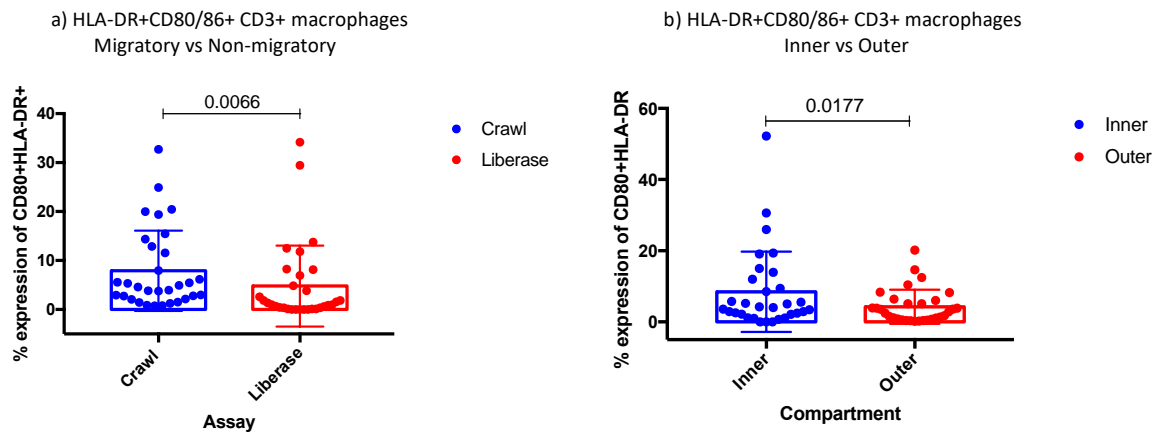 a) HLA-DR+CD80/86+ CD3+ macrophages
Migratory vs Non-migratory
0.0066
% expression of CD80+HLA-DR+
40
30
20
10
0
Crawl
Liberase
Assay
Crawl
Liberase
b) HLA-DR+CD80/86+ CD3+ macrophages
Inner vs Outer
0.0177
% expression of CD80+HLA-DR
60
40
20
0
Inner
Outer
Compartment
Inner
Outer